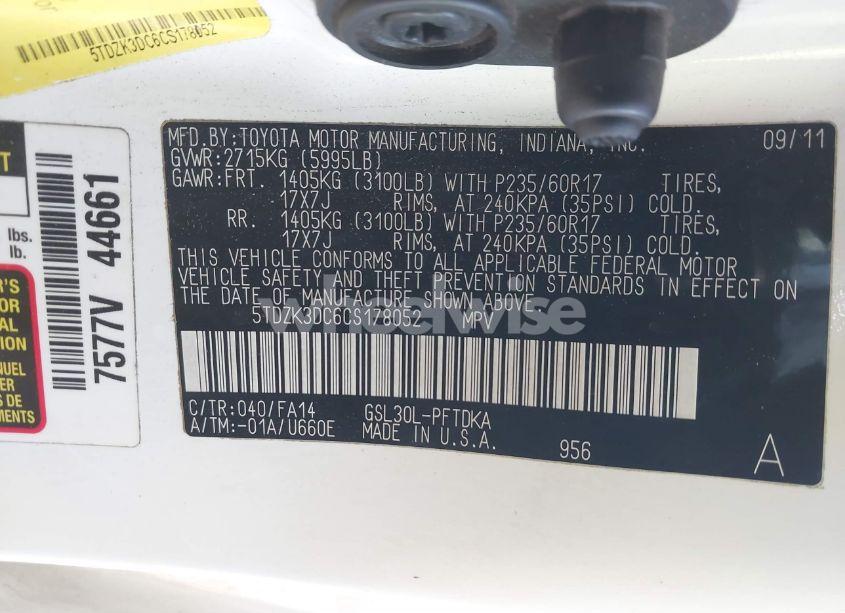 5TDZK3DC6CS178052
7577V 44661
lbs.
lb.
MFD.BY:TOYOTA MOTOR MANUFACTURING, INDIANA, INC. 09/11
GVWR:2715KG (5995LB)
GAWR:FRT. 1405KG (3100LB) WITH P235/60R17 TIRES,
17X7J RIMS, AT 240KPA (35PSI) COLD.
RR. 1405KG (3100LB) WITH P235/60R17 TIRES,
17X7J RIMS, AT 240KPA (35PSI) COLD.
THIS VEHICLE CONFORMS TO ALL APPLICABLE FEDERAL MOTOR
VEHICLE SAFETY AND THEFT PREVENTION STANDARDS IN EFFECT ON
THE DATE OF MANUFACTURE SHOWN ABOVE.
5TDZK3DC6CS178052 MPV
wheelwise
C/TR:040/FA14 GSL30L-PFTDKA
A/TM:-01A/U660E MADE IN U.S.A.
956
A